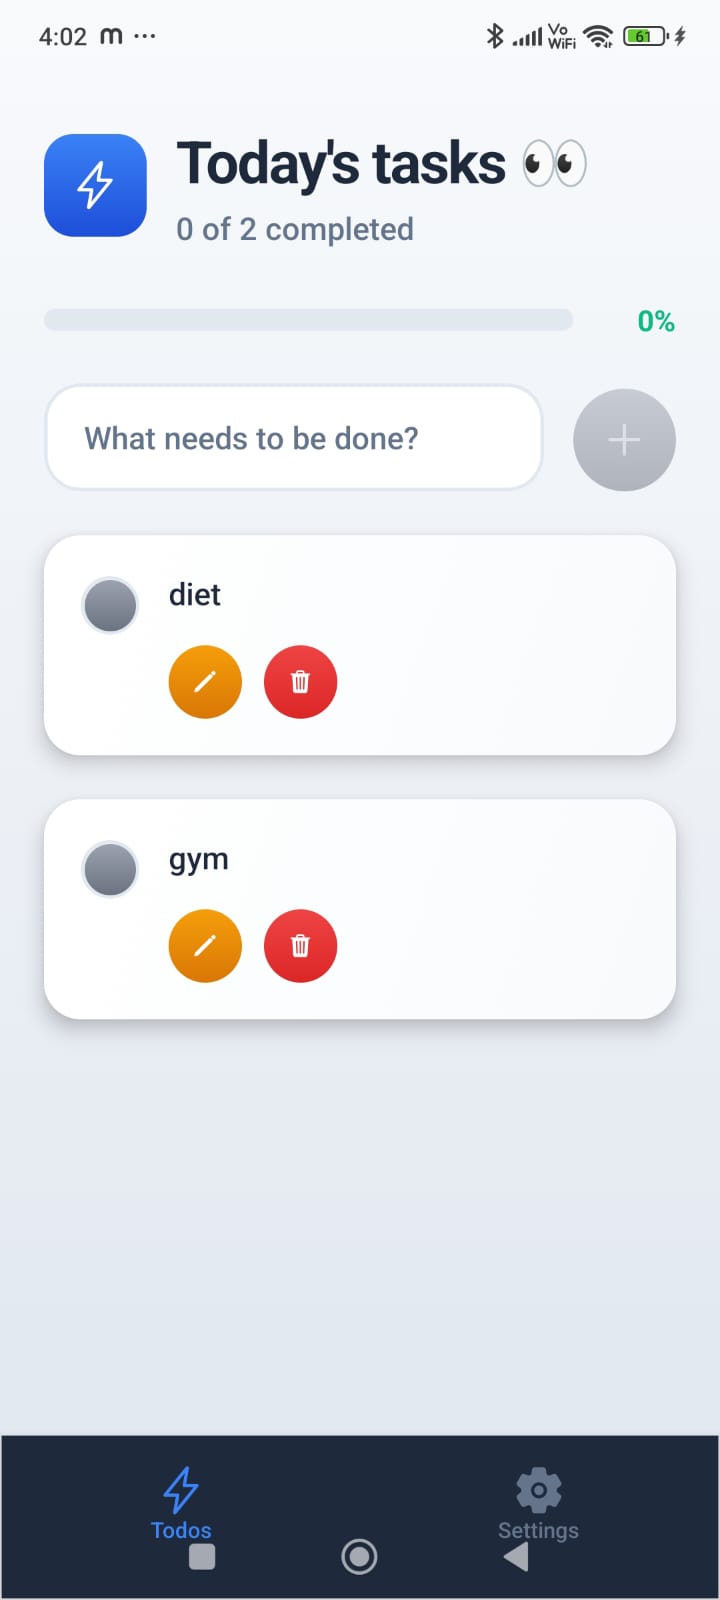 4:02 m ...
Vo
WiFi
61
Today's tasks 👀
0 of 2 completed
0%
What needs to be done?
diet
gym
Todos
Settings